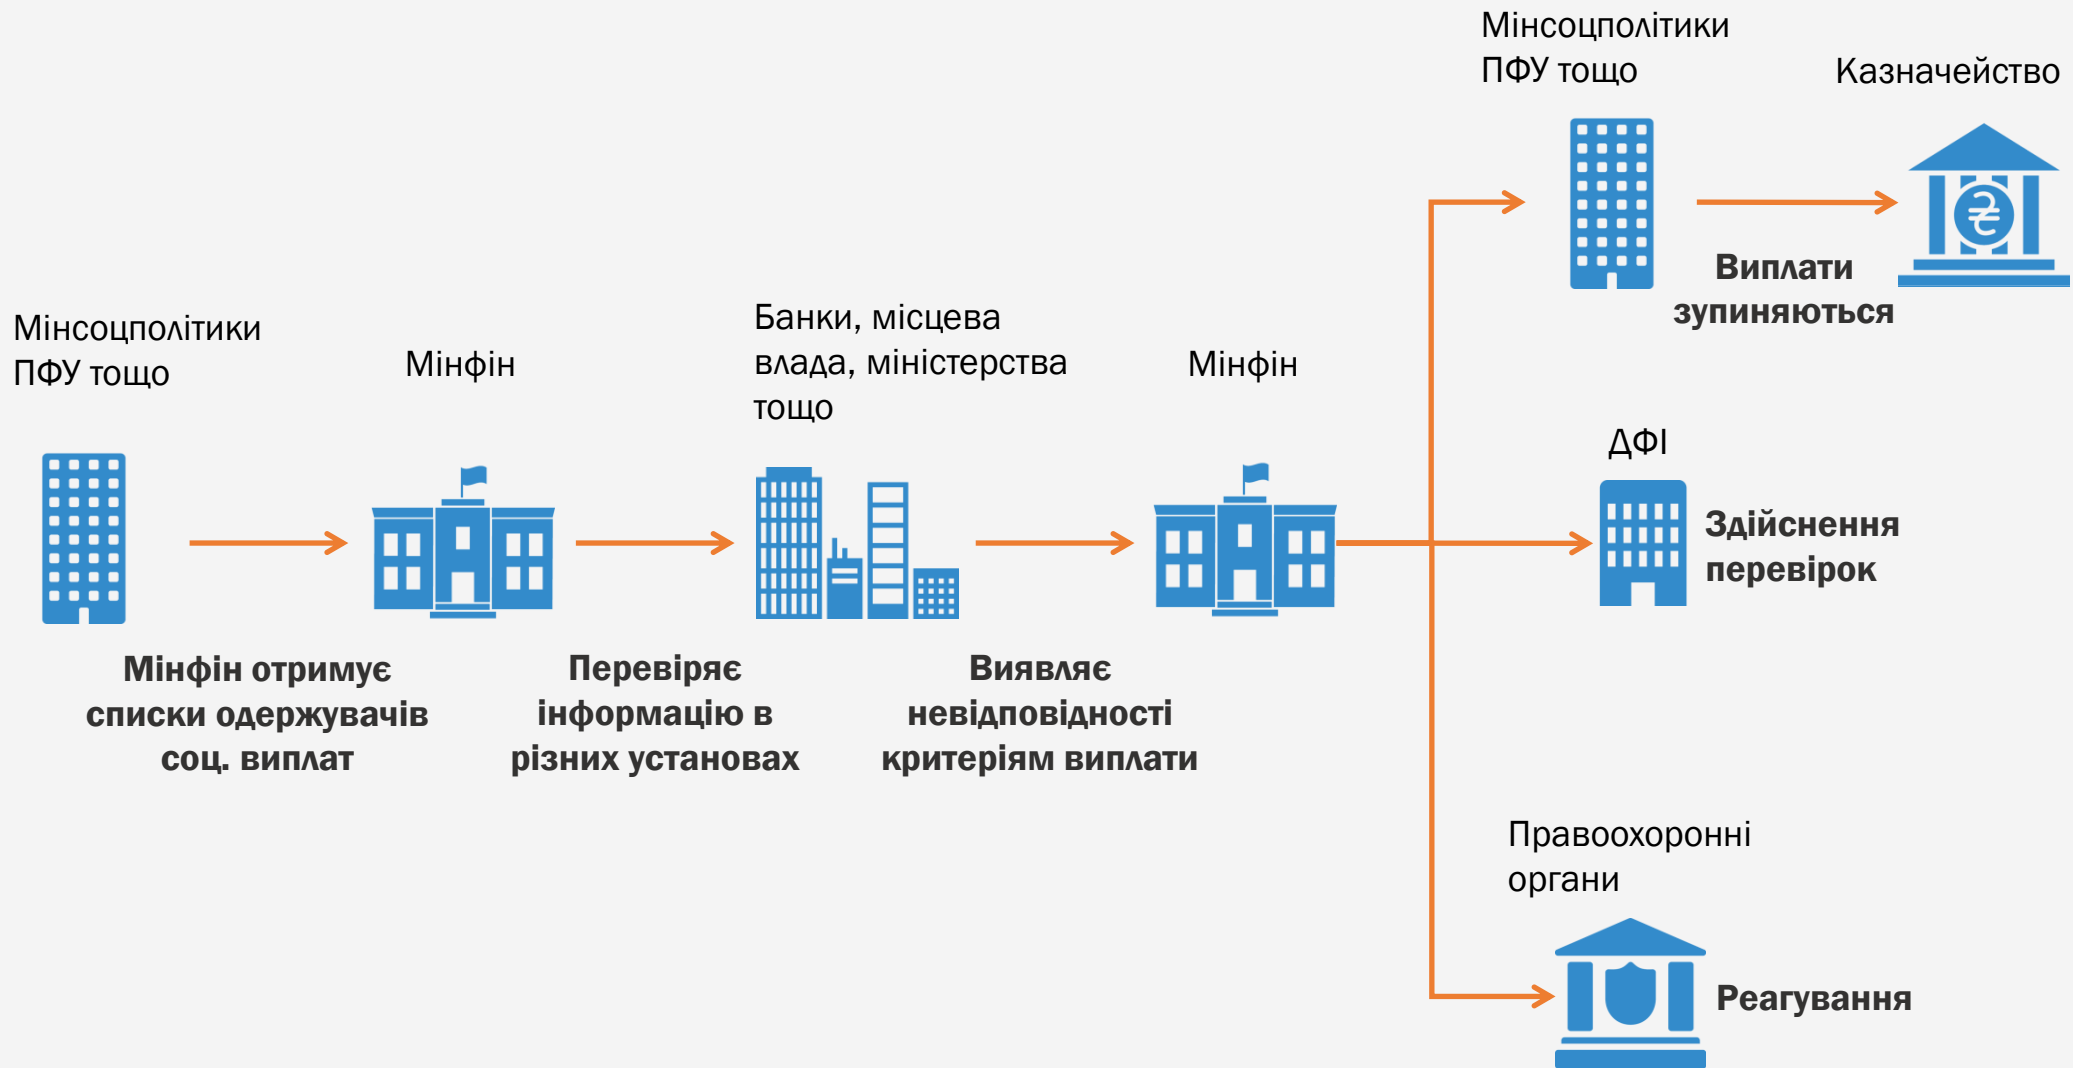 Мінсоцполітики
ПФУ тощо
Мінфін
Банки, місцева
влада, міністерства
тощо
Мінфін
Мінсоцполітики
ПФУ тощо
Казначейство
Виплати
зупиняються
ДФІ
Здійснення
перевірок
Мінфін отримує
списки одержувачів
соц. виплат
Перевіряє
інформацію в
різних установах
Виявляє
невідповідності
критеріям виплати
Правоохоронні
органи
Реагування